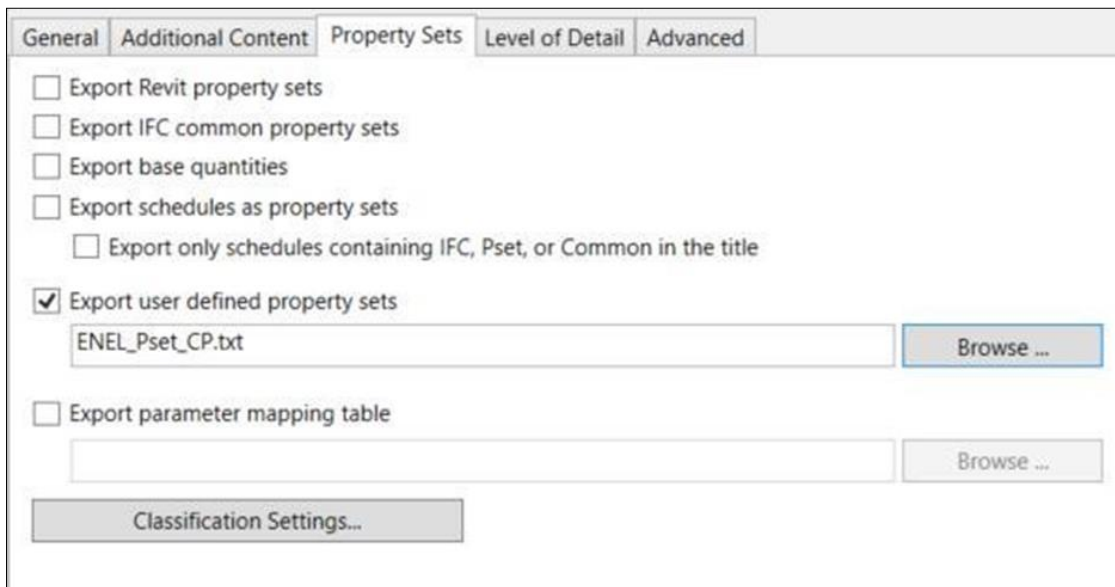 General Additional Content Property Sets Level of Detail Advanced
Export Revit property sets
Export IFC common property sets
Export base quantities
Export schedules as property sets
Export only schedules containing IFC, Pset, or Common in the title
Export user defined property sets
ENEL_Pset_CP.txt Browse ...
Export parameter mapping table
Browse ...
Classification Settings...